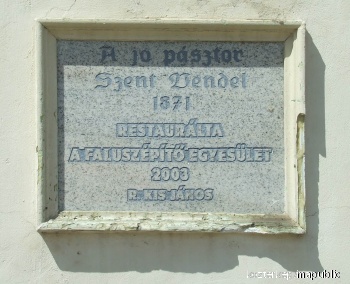 A jó pásztor
Szent Vendel
1871
RESTAURÁLTA
A FALUSZÉPÍTŐ EGYESÜLET
2003
R. KIS JÁNOS
mapublic